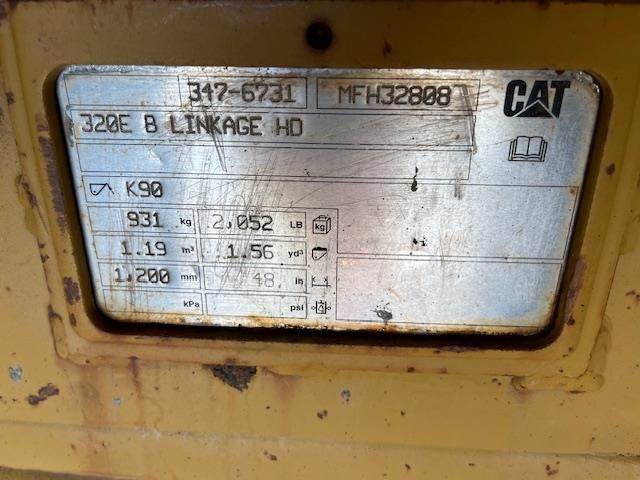 347-6731 MFH32808 CAT
320E B LINKAGE HD
K90
931 kg 2,052 LB kg
1.19 m³ 1.56 yd³
1,200 mm 48 in
kPa psi